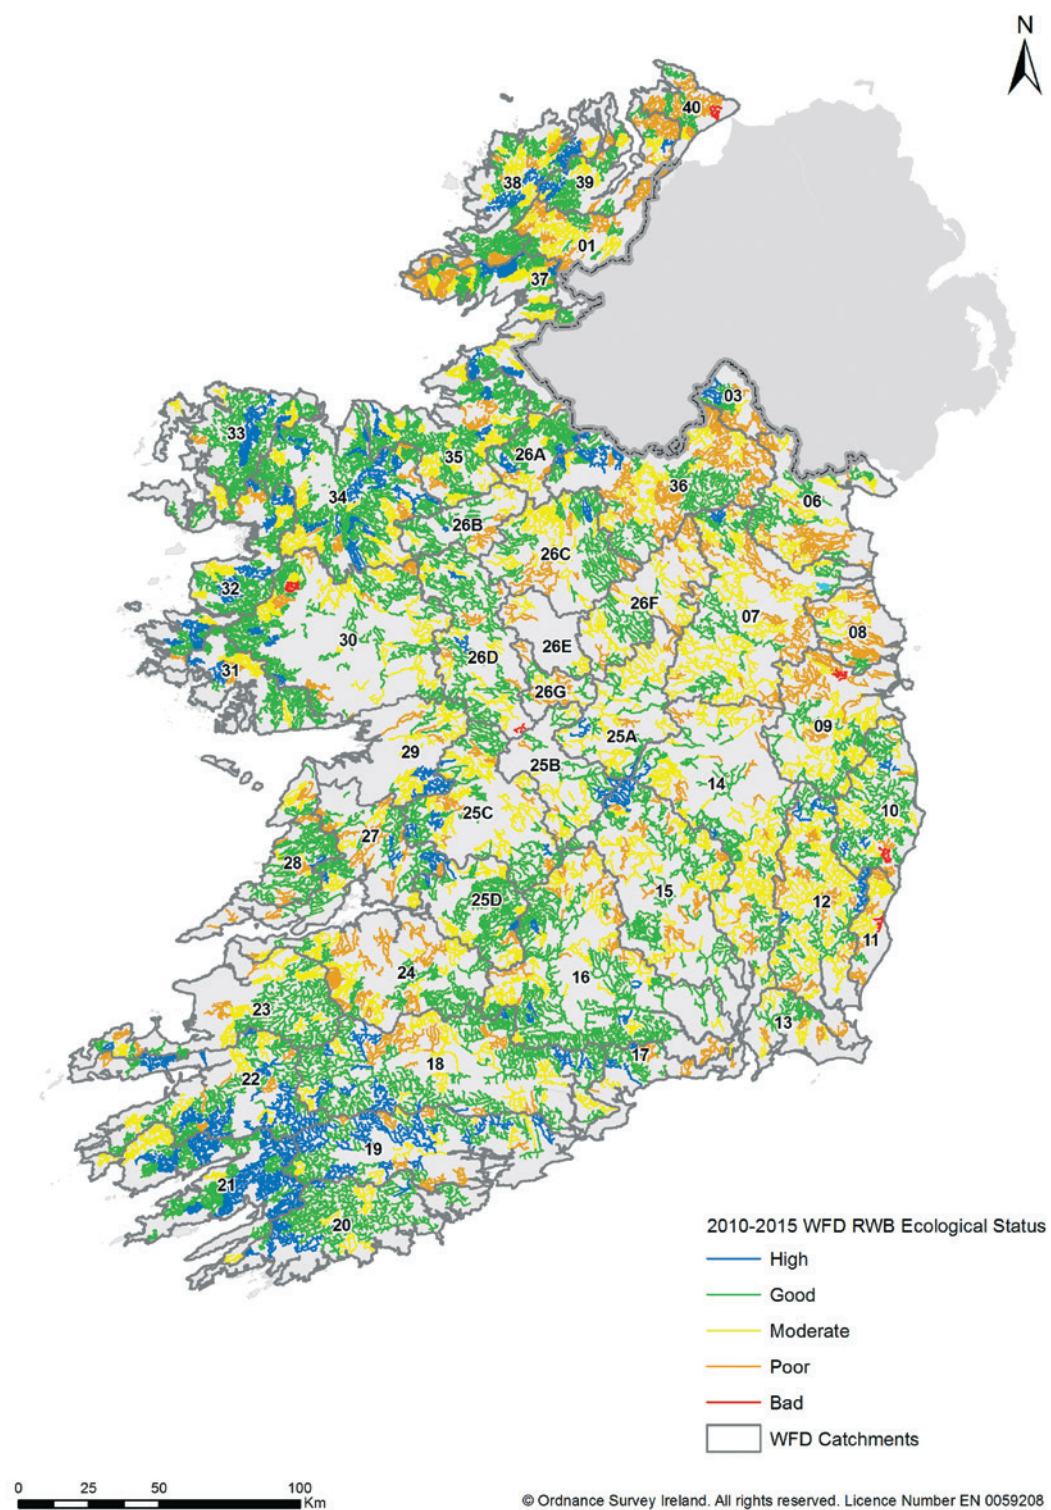 N
40
38
39
01
37
03
33
35
26A
34
36
06
26B
26C
32
26F
07
30
08
31
26D
26E
26G
29
25A
09
25B
14
10
25C
27
28
25D
15
12
11
24
16
23
13
17
18
22
19
21
20
2010-2015 WFD RWB Ecological Status
High
Good
Moderate
Poor
Bad
WFD Catchments
0 25 50 100
Km
© Ordnance Survey Ireland. All rights reserved. Licence Number EN 0059208